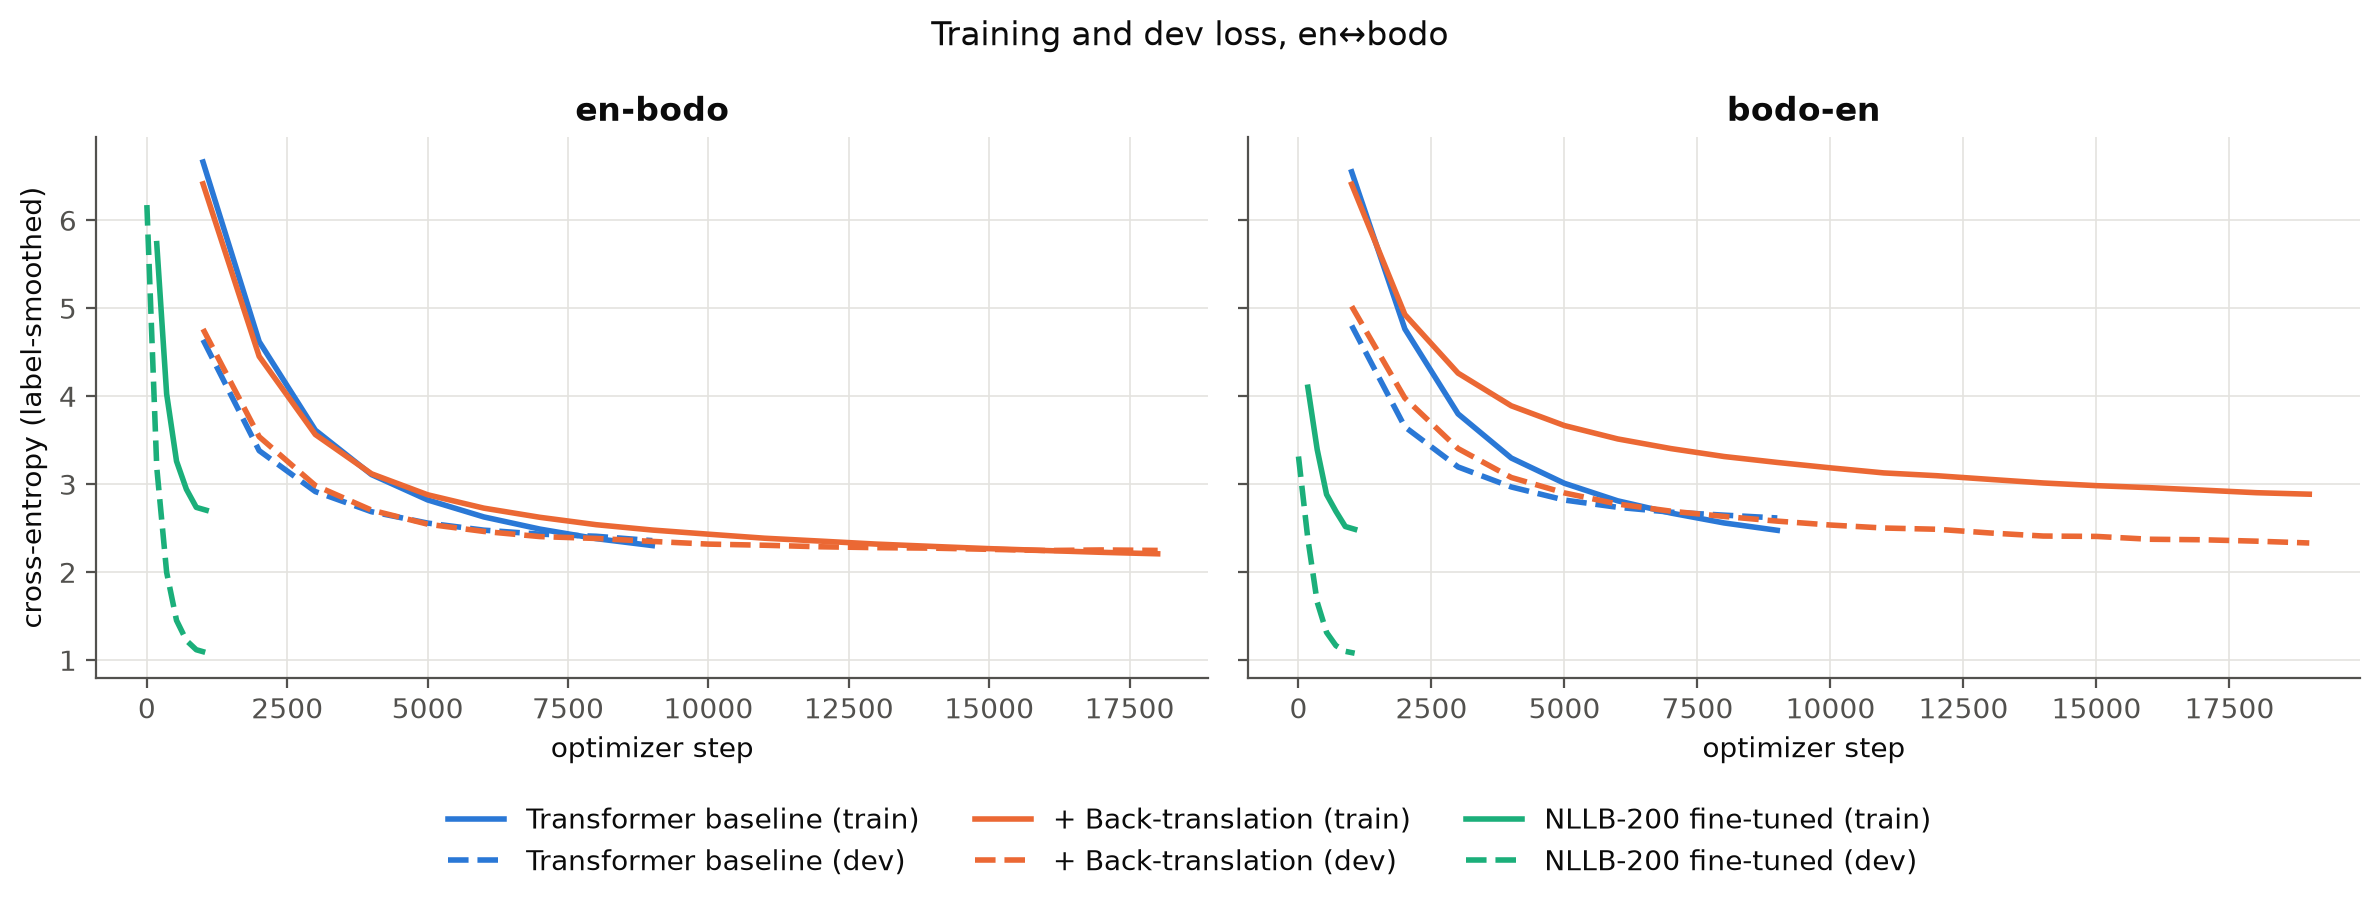 Training and dev loss, en↔bodo
en-bodo
bodo-en
cross-entropy (label-smoothed)
6
5
4
3
2
1
0 2500 5000 7500 10000 12500 15000 17500
0 2500 5000 7500 10000 12500 15000 17500
optimizer step
optimizer step
Transformer baseline (train)
+ Back-translation (train)
NLLB-200 fine-tuned (train)
Transformer baseline (dev)
+ Back-translation (dev)
NLLB-200 fine-tuned (dev)